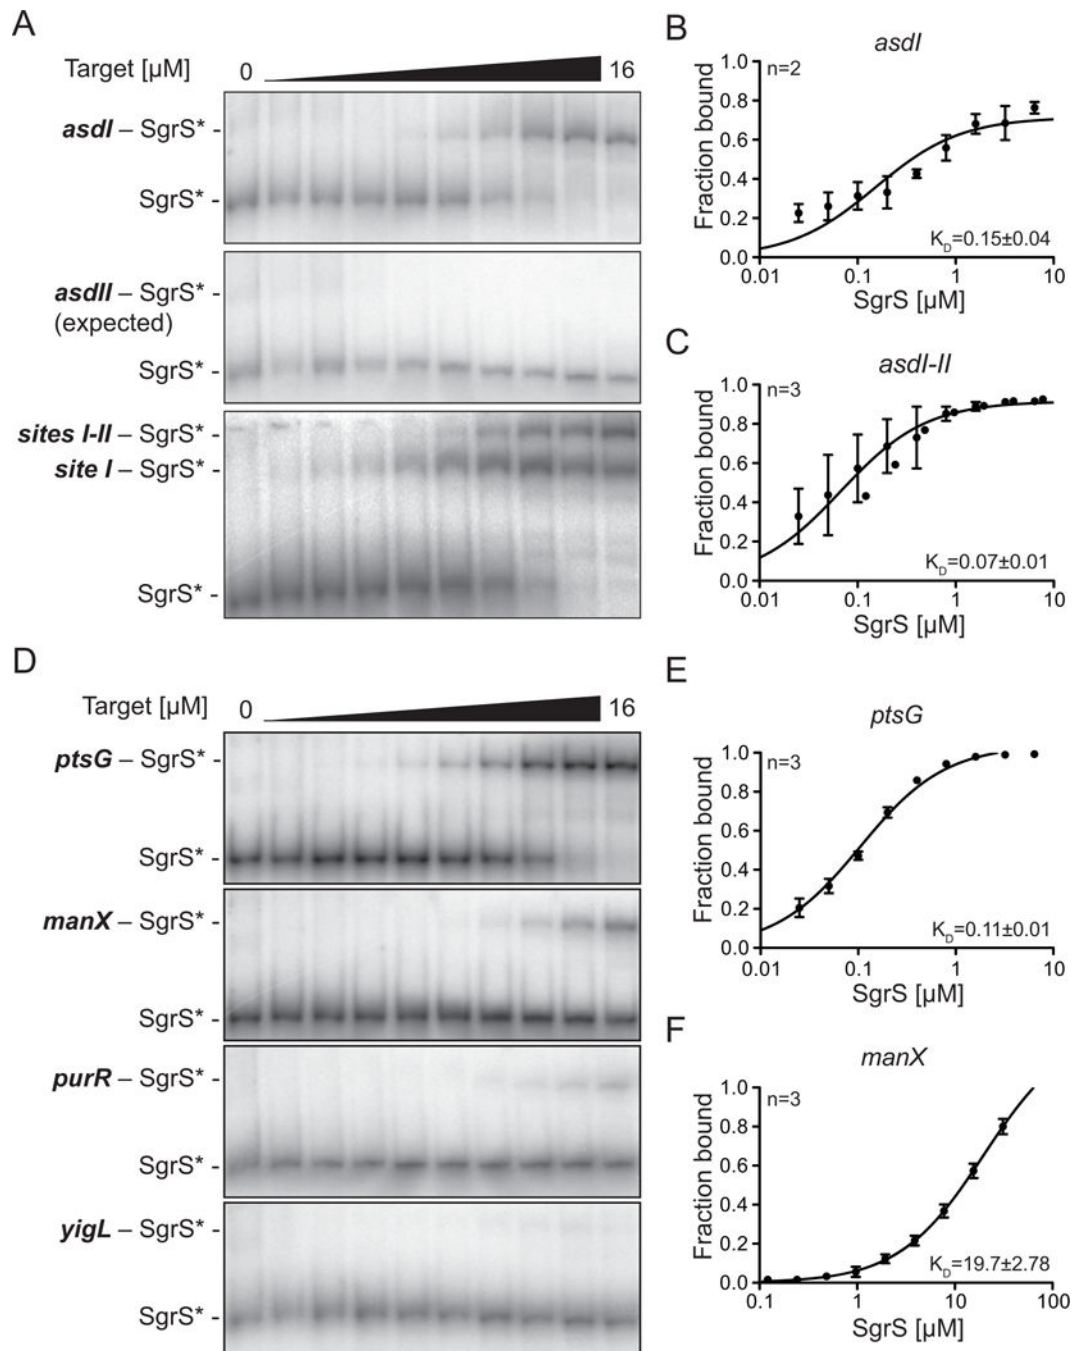 A
Target [µM]
0
16
asdI – SgrS* -
SgrS* -
asdII – SgrS* -
(expected)
SgrS* -
sites I-II – SgrS* -
site I – SgrS* -
SgrS* -
B
asdI
n=2
Fraction bound
1.0
0.8
0.6
0.4
0.2
0.0
K_D=0.15±0.04
0.01
0.1
1
10
SgrS [µM]
C
asdI-II
n=3
Fraction bound
1.0
0.8
0.6
0.4
0.2
0.0
K_D=0.07±0.01
0.01
0.1
1
10
SgrS [µM]
D
Target [µM]
0
16
ptsG – SgrS* -
SgrS* -
manX – SgrS* -
SgrS* -
purR – SgrS* -
SgrS* -
yigL – SgrS* -
SgrS* -
E
ptsG
n=3
Fraction bound
1.0
0.8
0.6
0.4
0.2
0.0
K_D=0.11±0.01
0.01
0.1
1
10
SgrS [µM]
F
manX
n=3
Fraction bound
1.0
0.8
0.6
0.4
0.2
0.0
K_D=19.7±2.78
0.1
1
10
100
SgrS [µM]